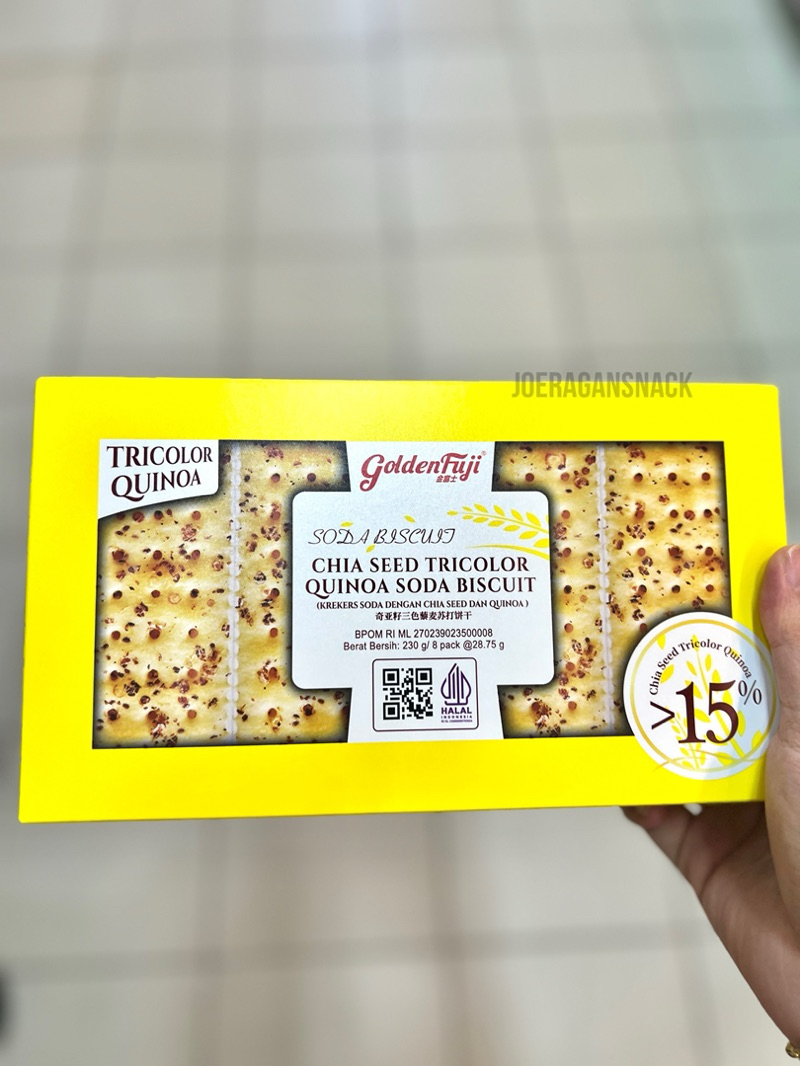 JOERAGANSNACK
TRICOLOR
QUINOA
GoldenFuji®
金富士
SODA BISCUIT
CHIA SEED TRICOLOR
QUINOA SODA BISCUIT
(KREKERS SODA DENGAN CHIA SEED DAN QUINOA )
奇亚籽三色藜麦苏打饼干
BPOM RI ML 270239023500008
Berat Bersih: 230 g/ 8 pack @28.75 g
HALAL
INDONESIA
Chia Seed Tricolor Quinoa
>15%